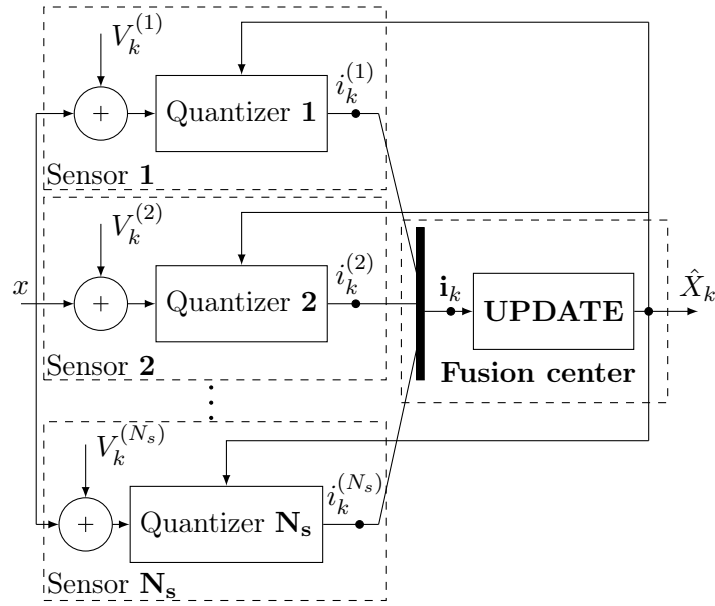 V_k^{(1)}
+
Quantizer 1
i_k^{(1)}
Sensor 1
V_k^{(2)}
x
+
Quantizer 2
i_k^{(2)}
Sensor 2
i_k
UPDATE
X̂_k
Fusion center
⋮
V_k^{(N_s)}
+
Quantizer N_s
i_k^{(N_s)}
Sensor N_s